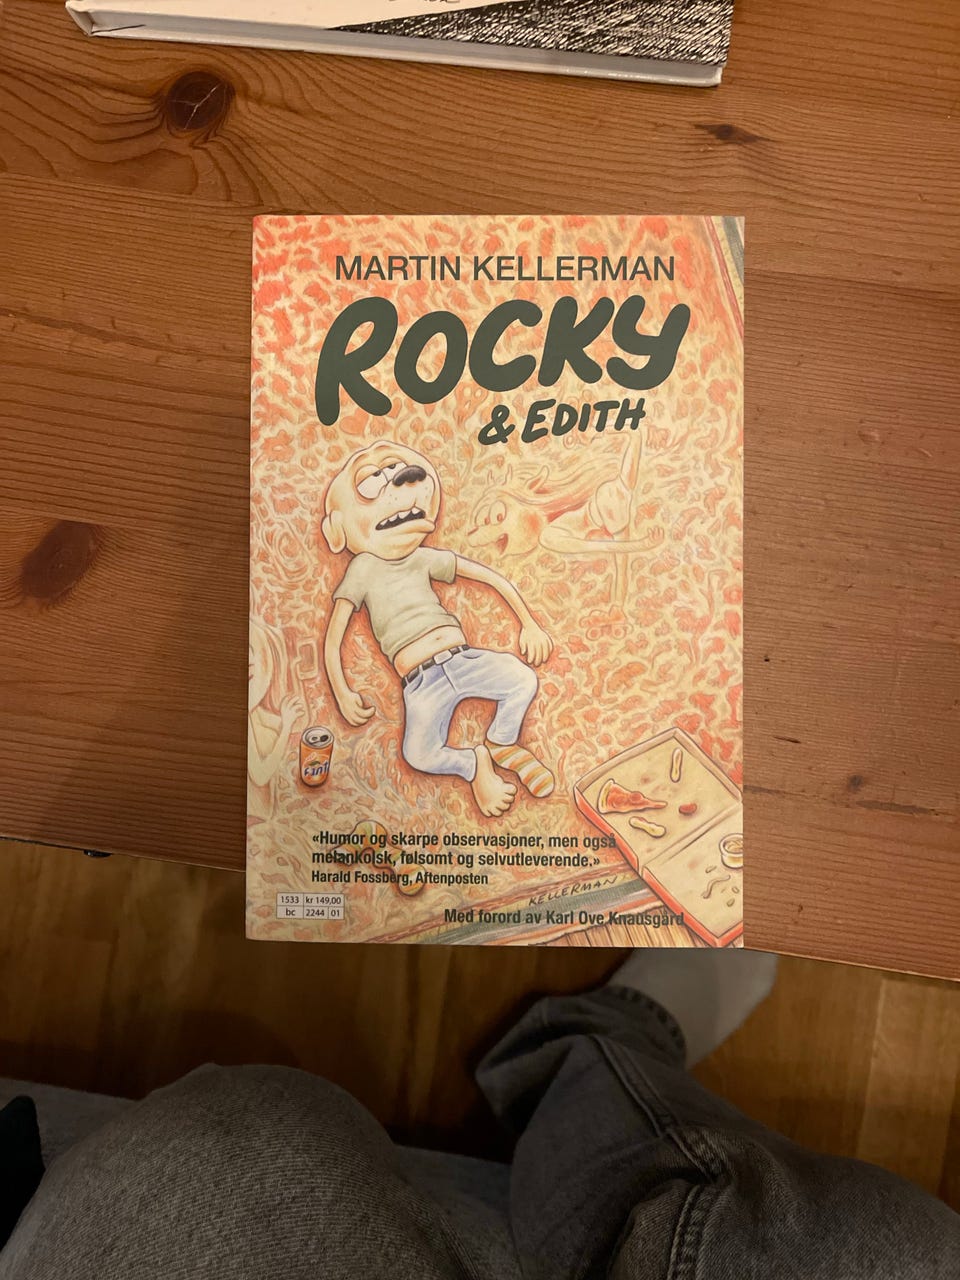 MARTIN KELLERMAN
ROCKY
& EDITH
Fanta
«Humor og skarpe observasjoner, men også
melankolsk, følsomt og selvutleverende.»
Harald Fossberg, Aftenposten
KELLERMAN
1533 kr 149,00
bc 2244 01
Med forord av Karl Ove Knausgård